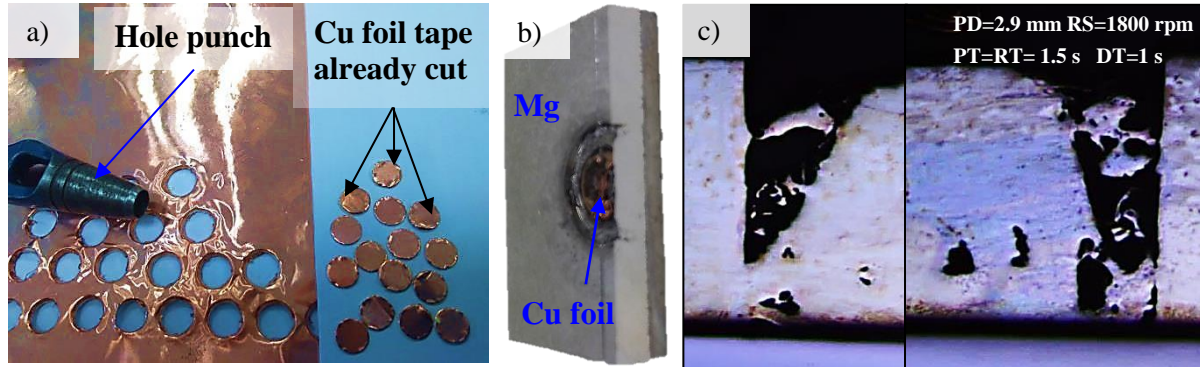 a)
Hole punch
Cu foil tape
already cut
b)
Mg
Cu foil
c)
PD=2.9 mm RS=1800 rpm
PT=RT= 1.5 s DT=1 s